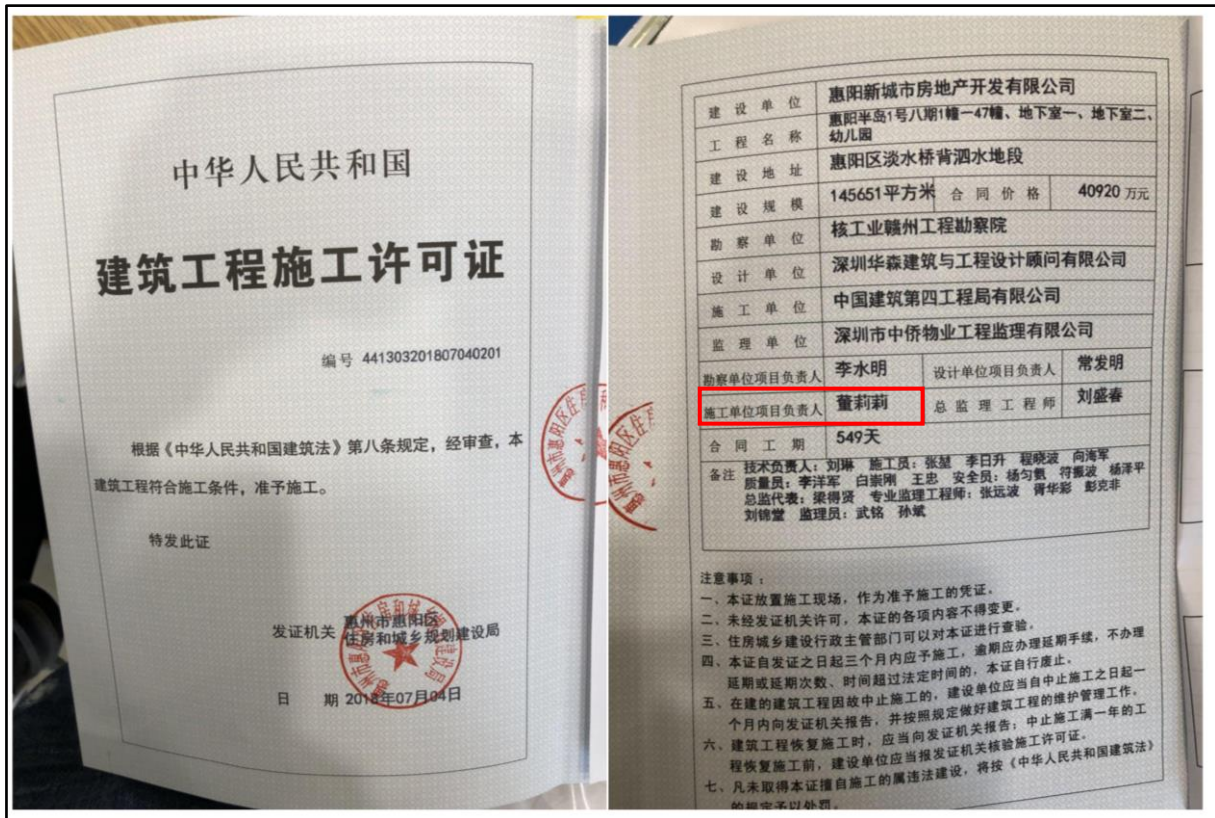 中华人民共和国
建筑工程施工许可证
编号 441303201807040201
根据《中华人民共和国建筑法》第八条规定，经审查，本
建筑工程符合施工条件，准予施工。
特发此证
发证机关 惠州市惠阳区
住房和城乡规划建设局
日 期 2018年07月04日
建设单位 惠阳新城市房地产开发有限公司
工程名称 惠阳半岛1号八期1幢—47幢、地下室一、地下室二、
幼儿园
建设地址 惠阳区淡水桥背泗水地段
建设规模 145651平方米 合同价格 40920 万元
勘察单位 核工业赣州工程勘察院
设计单位 深圳华森建筑与工程设计顾问有限公司
施工单位 中国建筑第四工程局有限公司
监理单位 深圳市中侨物业工程监理有限公司
勘察单位项目负责人 李水明 设计单位项目负责人 常发明
施工单位项目负责人 董莉莉 总监理工程师 刘盛春
合同工期 549天
备注 技术负责人：刘琳 施工员：张堃 李日升 程晓波 向海军
质量员：李洋军 白崇刚 王忠 安全员：杨匀氨 符振波 杨泽平
总监代表：梁得贤 专业监理工程师：张远波 胥华彩 彭克非
刘锦堂 监理员：武铭 孙斌
注意事项：
一、本证放置施工现场，作为准予施工的凭证。
二、未经发证机关许可，本证的各项内容不得变更。
三、住房城乡建设行政主管部门可以对本证进行查验。
四、本证自发证之日起三个月内应予施工，逾期应办理延期手续，不办理
延期或延期次数、时间超过法定时间的，本证自行废止。
五、在建的建筑工程因故中止施工的，建设单位应当自中止施工之日起一
个月内向发证机关报告，并按照规定做好建筑工程的维护管理工作。
六、建筑工程恢复施工时，应当向发证机关报告；中止施工满一年的工
程恢复施工前，建设单位应当报发证机关核验施工许可证。
七、凡未取得本证擅自施工的属违法建设，将按《中华人民共和国建筑法》
的规定予以处罚。